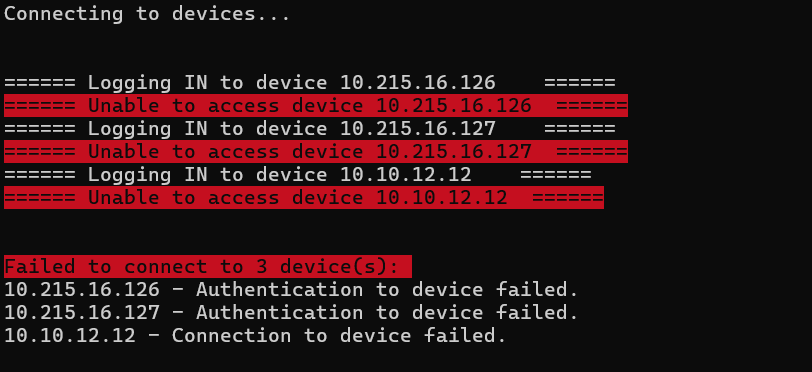 Connecting to devices...
====== Logging IN to device 10.215.16.126    ======
====== Unable to access device 10.215.16.126  ======
====== Logging IN to device 10.215.16.127    ======
====== Unable to access device 10.215.16.127  ======
====== Logging IN to device 10.10.12.12    ======
====== Unable to access device 10.10.12.12  ======
Failed to connect to 3 device(s):
10.215.16.126 - Authentication to device failed.
10.215.16.127 - Authentication to device failed.
10.10.12.12 - Connection to device failed.